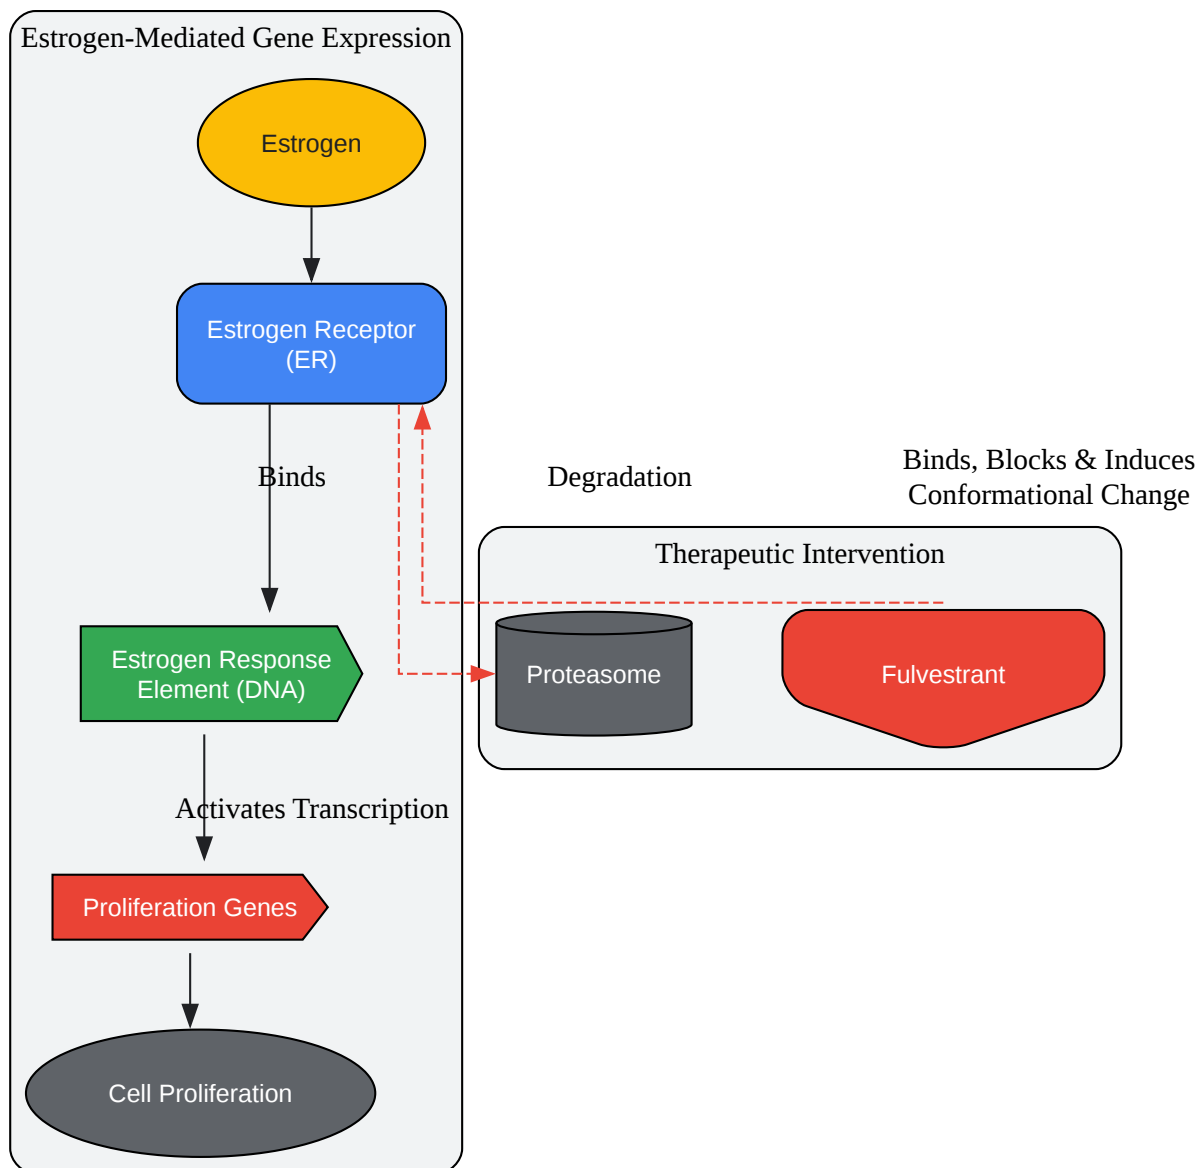 Estrogen-Mediated Gene Expression
Estrogen
Estrogen Receptor
(ER)
Binds
Degradation
Binds, Blocks & Induces
Conformational Change
Therapeutic Intervention
Estrogen Response
Element (DNA)
Proteasome
Fulvestrant
Activates Transcription
Proliferation Genes
Cell Proliferation